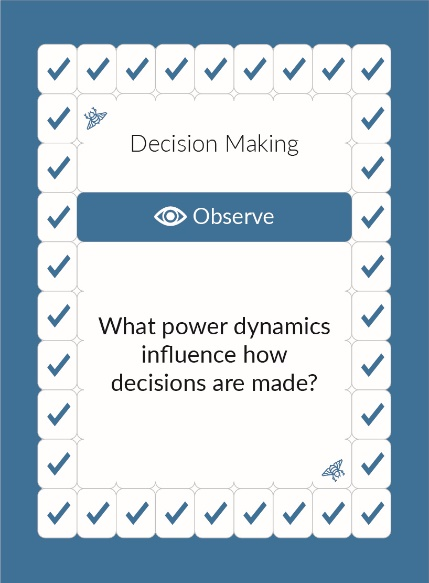 Decision Making
Observe
What power dynamics
influence how
decisions are made?